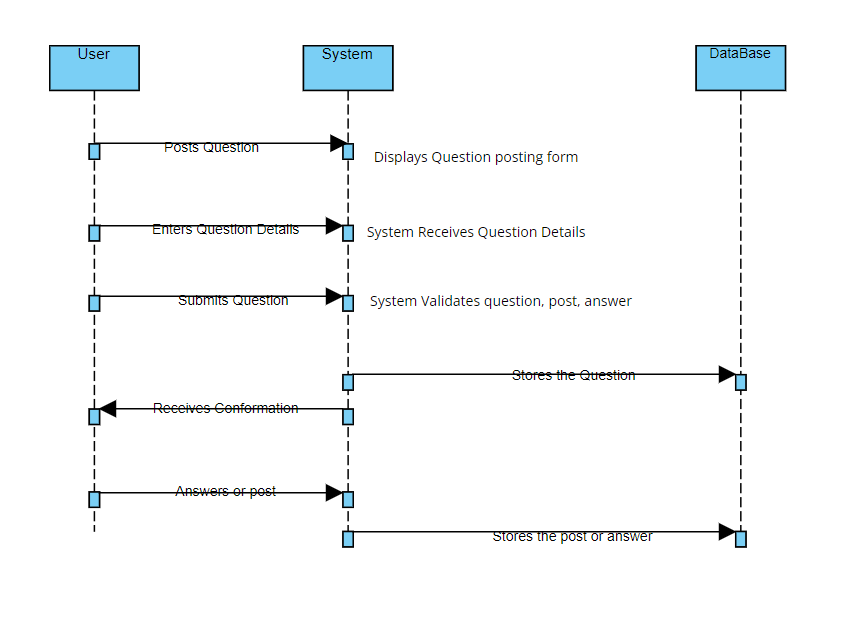 User
System
DataBase
Posts Question
Displays Question posting form
Enters Question Details
System Receives Question Details
Submits Question
System Validates question, post, answer
Stores the Question
Receives Conformation
Answers or post
Stores the post or answer